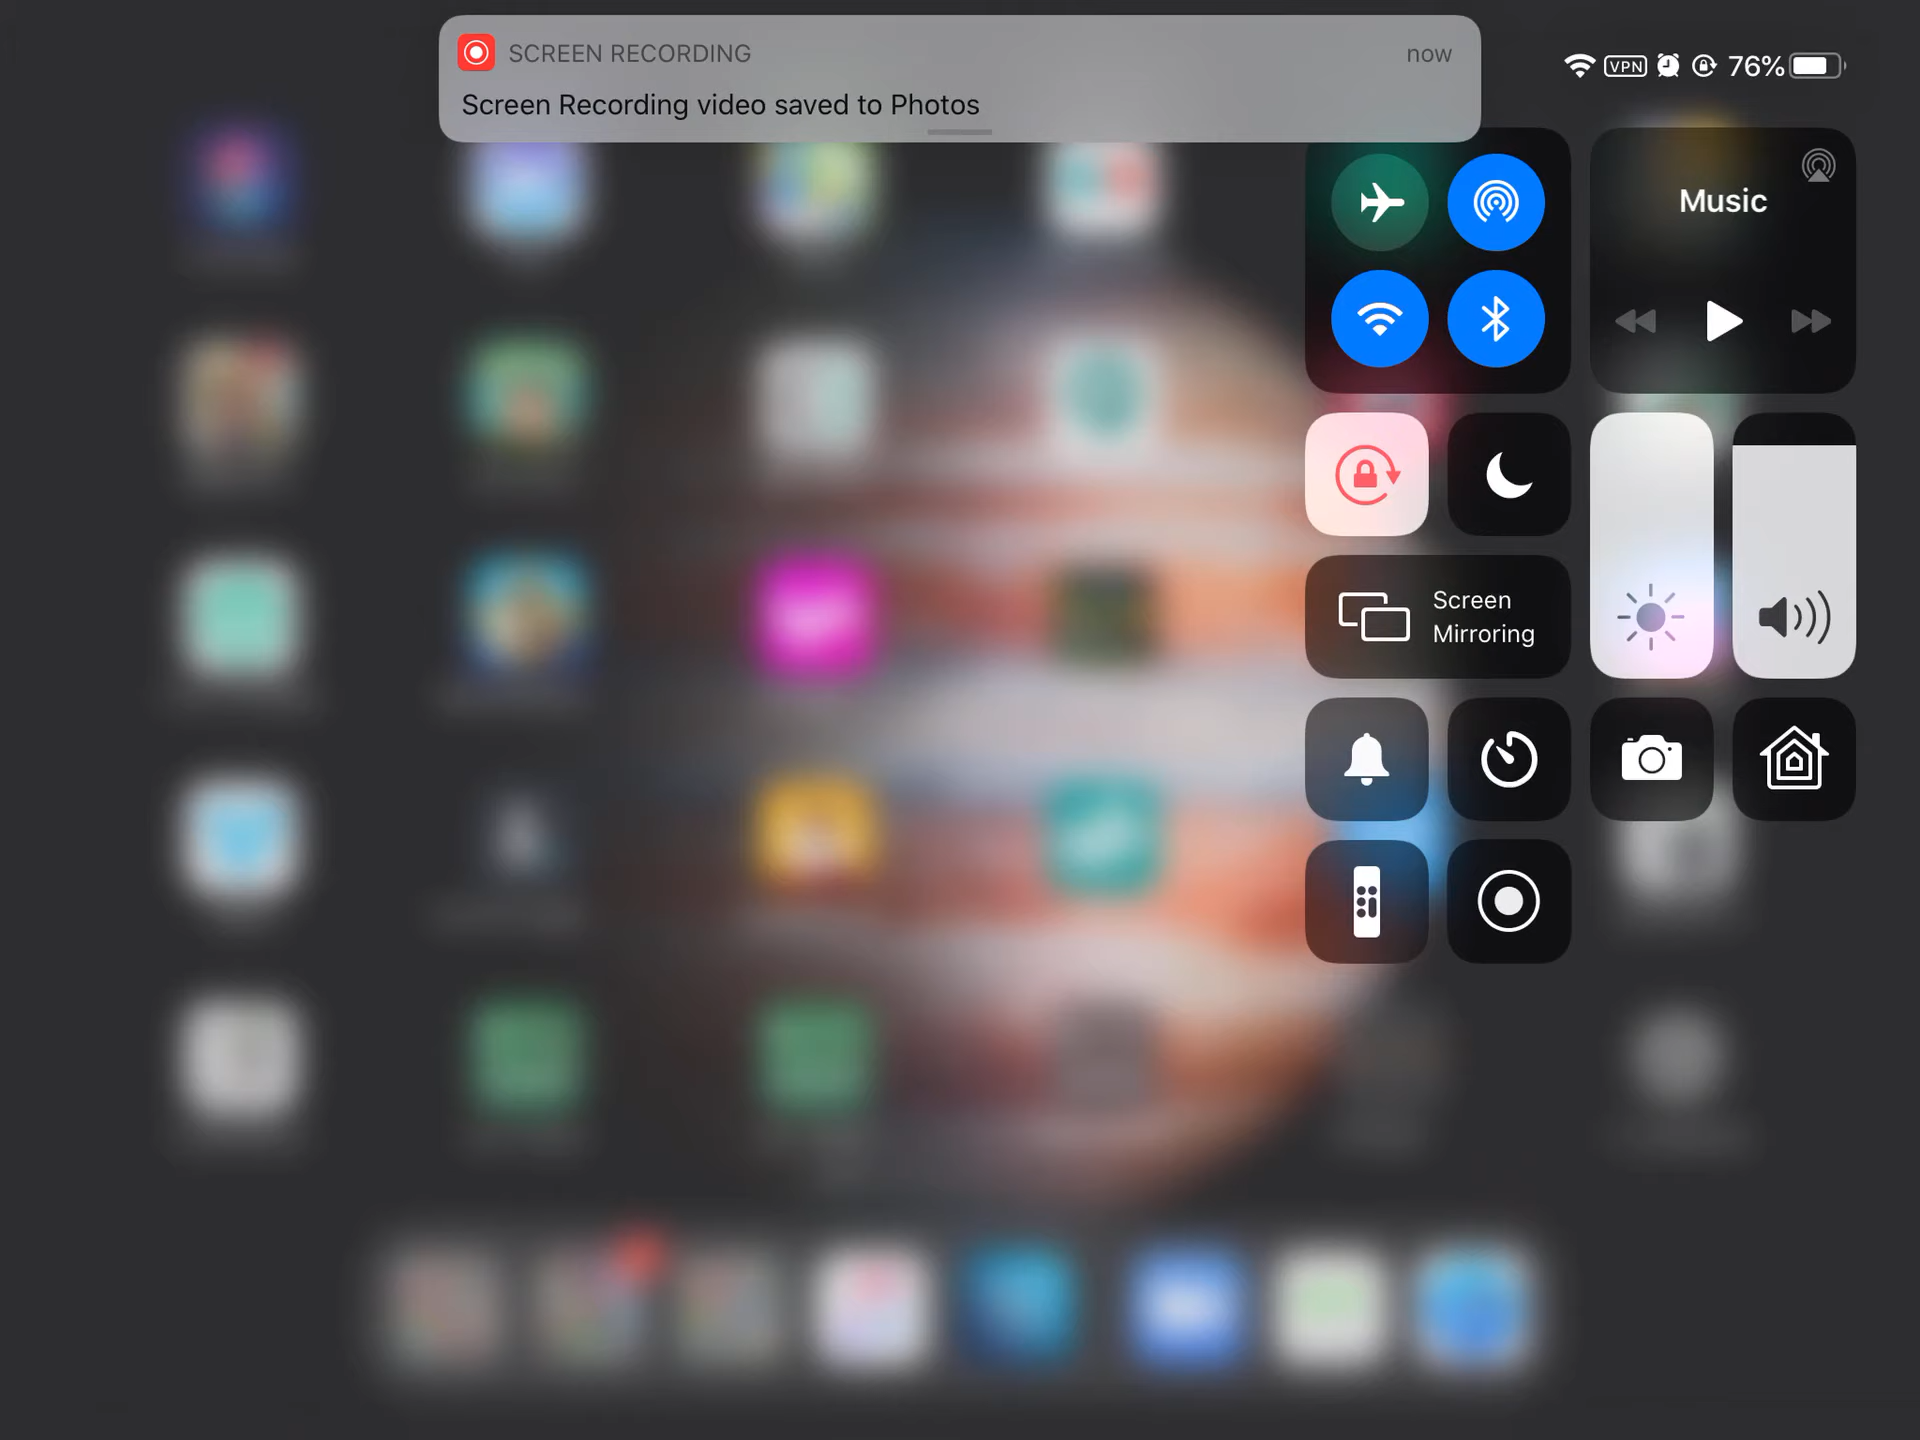 SCREEN RECORDING
now
Screen Recording video saved to Photos
VPN
76%
Music
Screen
Mirroring